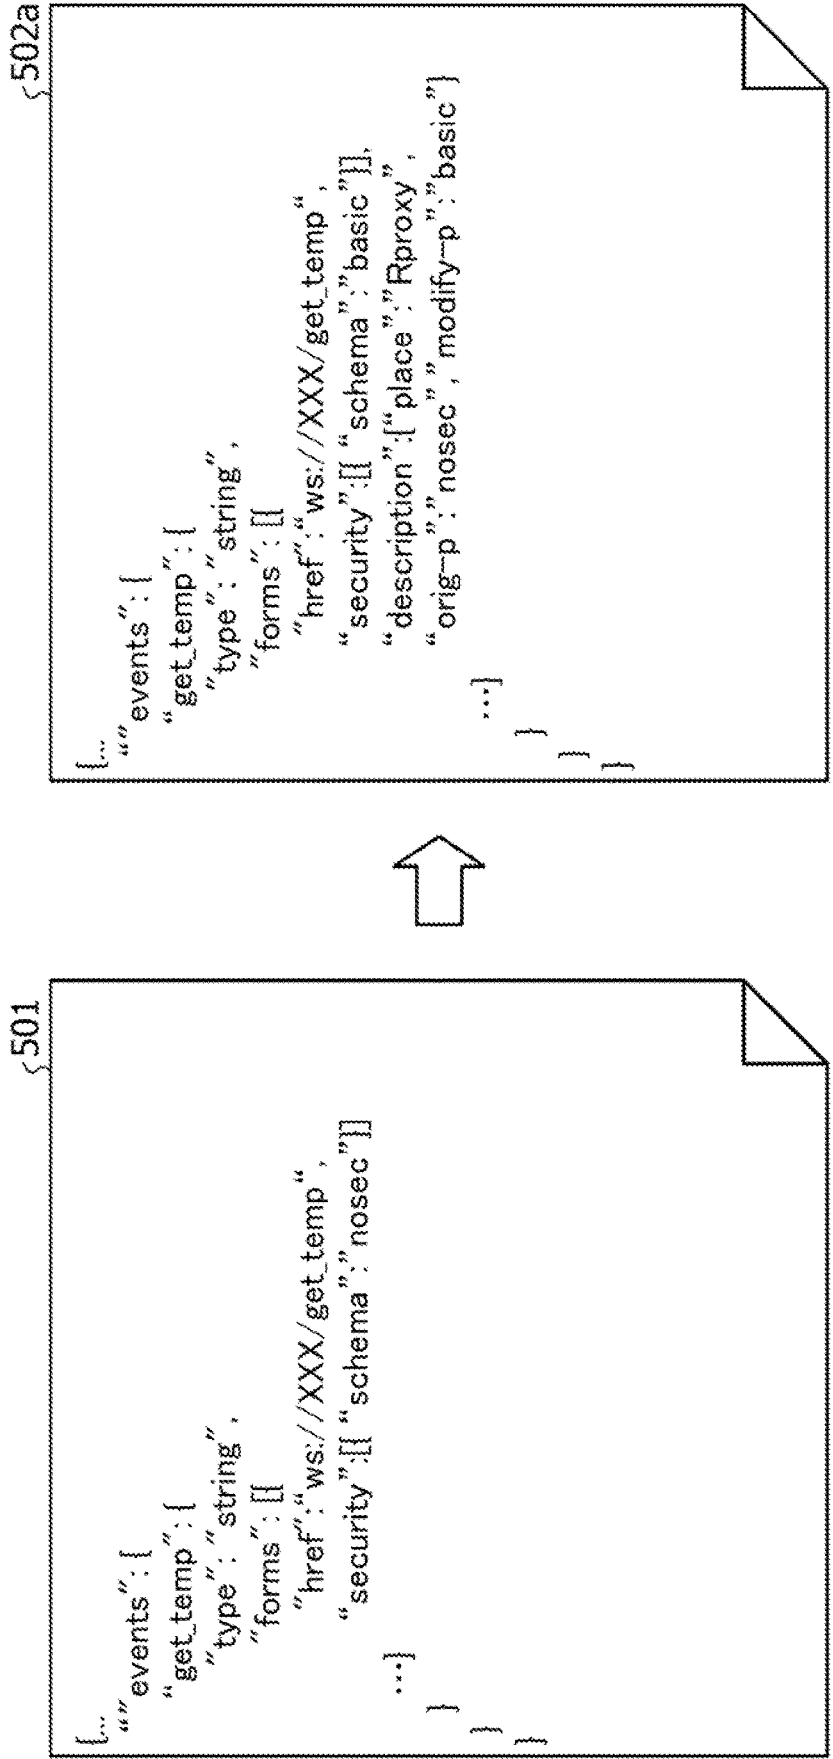 501
{...
“”events”: {
“get_temp”: {
”type”: ”string”,
”forms”: [{
”href”:“ws://XXX/get_temp“,
“security”:[{ “schema”:”nosec”}]
...}
}
}
}
502a
{...
“”events”: {
“get_temp”: {
”type”: ”string”,
”forms”: [{
”href”:“ws://XXX/get_temp“,
“security”:[{ “schema”:”basic”}],
“description”:{“place”:”Rproxy”,
“orig-p”:”nosec”,”modify-p”:”basic”}
...}
}
}
}